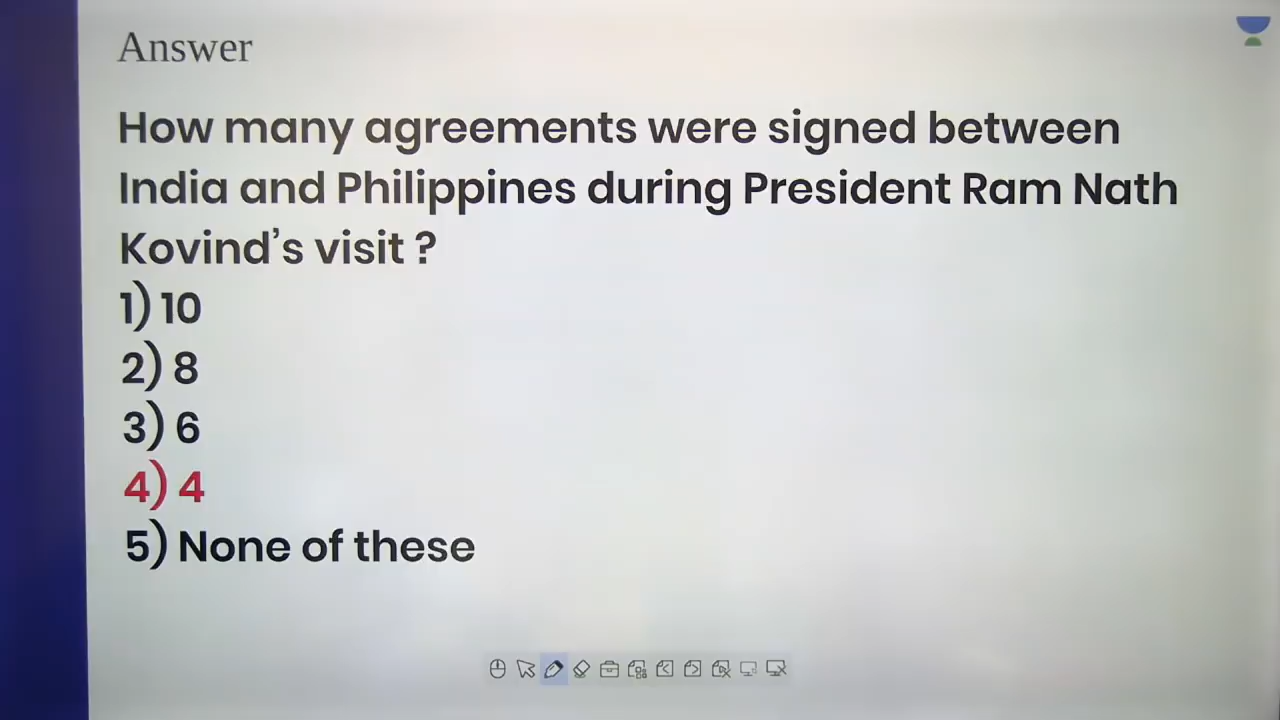 Answer
How many agreements were signed between
India and Philippines during President Ram Nath
Kovind's visit ?
1) 10
2) 8
3) 6
4) 4
5) None of these